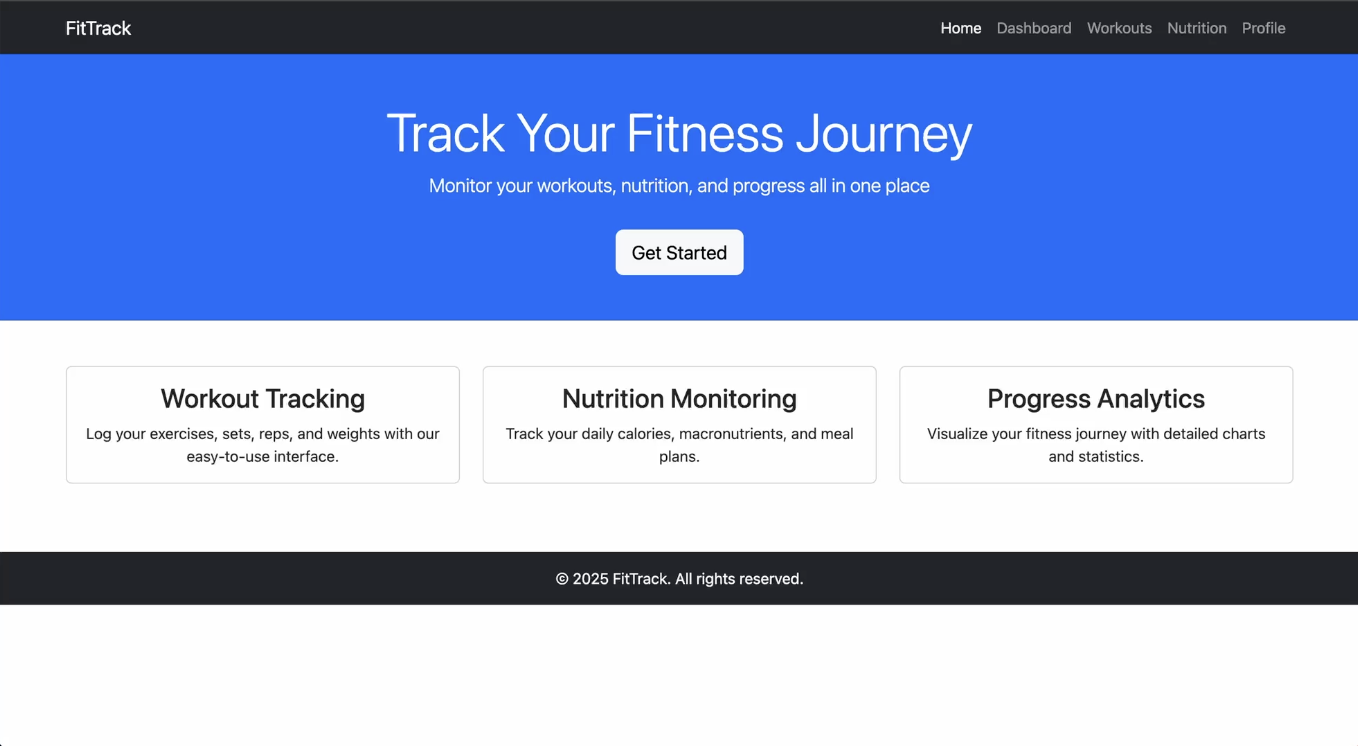 FitTrack
Home Dashboard Workouts Nutrition Profile
Track Your Fitness Journey
Monitor your workouts, nutrition, and progress all in one place
Get Started
Workout Tracking
Log your exercises, sets, reps, and weights with our
easy-to-use interface.
Nutrition Monitoring
Track your daily calories, macronutrients, and meal
plans.
Progress Analytics
Visualize your fitness journey with detailed charts
and statistics.
© 2025 FitTrack. All rights reserved.